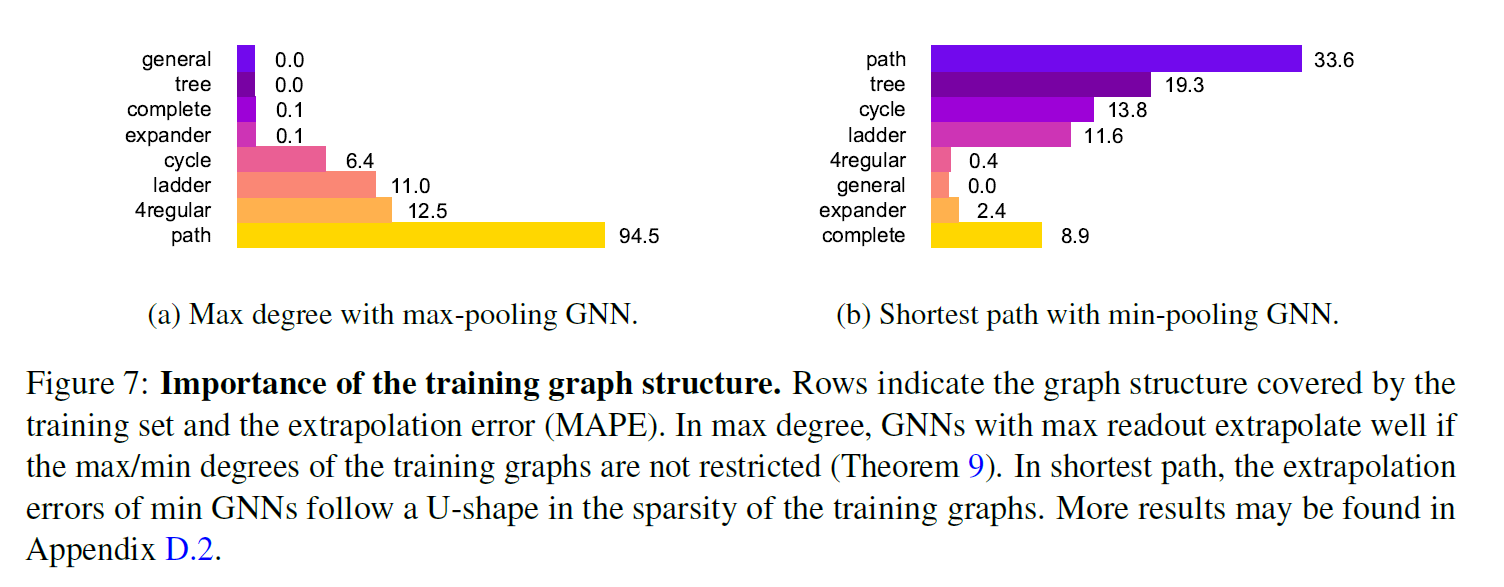 general 0.0
tree 0.0
complete 0.1
expander 0.1
cycle 6.4
ladder 11.0
4regular 12.5
path 94.5
(a) Max degree with max-pooling GNN.
path 33.6
tree 19.3
cycle 13.8
ladder 11.6
4regular 0.4
general 0.0
expander 2.4
complete 8.9
(b) Shortest path with min-pooling GNN.
Figure 7: Importance of the training graph structure. Rows indicate the graph structure covered by the
training set and the extrapolation error (MAPE). In max degree, GNNs with max readout extrapolate well if
the max/min degrees of the training graphs are not restricted (Theorem 9). In shortest path, the extrapolation
errors of min GNNs follow a U-shape in the sparsity of the training graphs. More results may be found in
Appendix D.2.